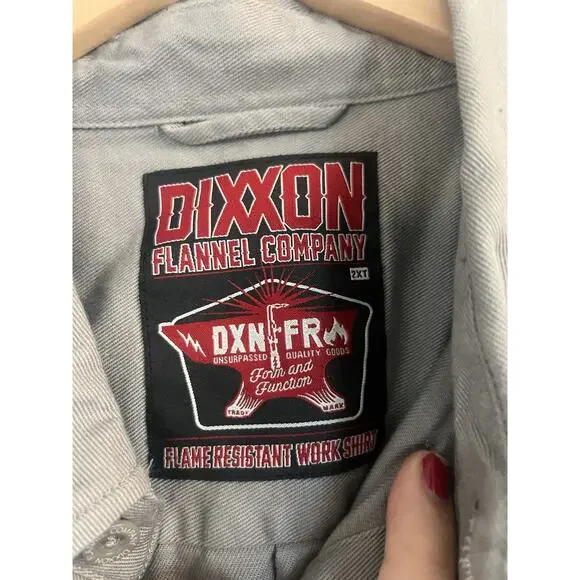 DIXXON
FLANNEL COMPANY
2XT
DXN FR
UNSURPASSED QUALITY GOODS
Form and
Function
TRADE MARK
FLAME RESISTANT WORK SHIRT